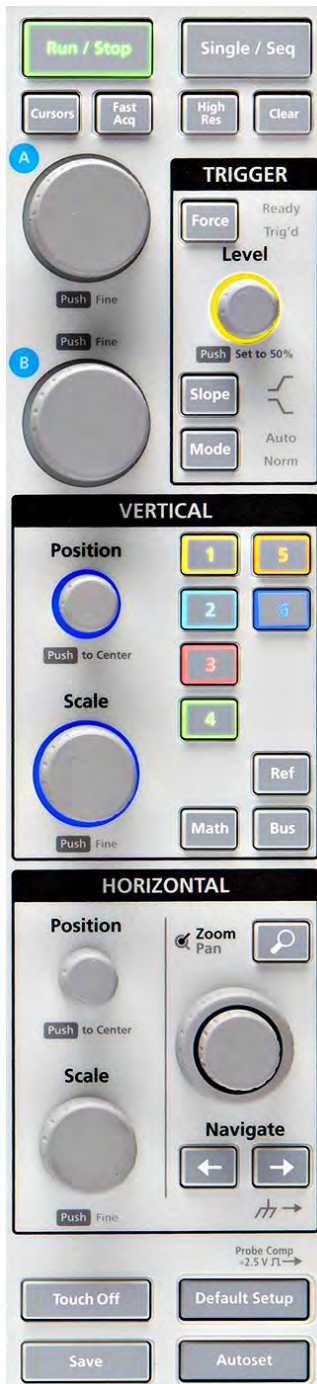 Run / Stop
Single / Seq
Cursors
Fast
Acq
High
Res
Clear
A
Push Fine
Push Fine
B
TRIGGER
Force
Ready
Trig'd
Level
Push Set to 50%
Slope
Mode
Auto
Norm
VERTICAL
Position
Push to Center
Scale
Push Fine
1
5
2
6
3
4
Ref
Math
Bus
HORIZONTAL
Position
Push to Center
Scale
Push Fine
Zoom
Pan
Navigate
Probe Comp
≈2.5 V
Touch Off
Default Setup
Save
Autoset